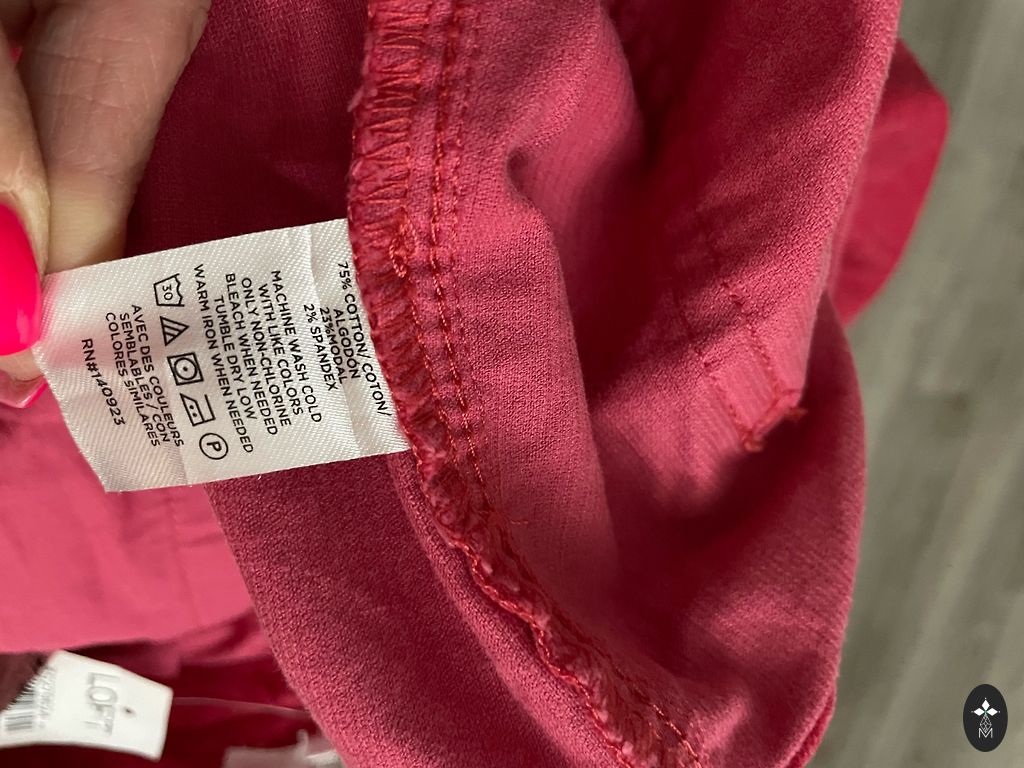 75% COTTON/ COTON/
ALGODON
23%MODAL
2% SPANDEX
MACHINE WASH COLD
WITH LIKE COLORS
ONLY NON-CHLORINE
BLEACH WHEN NEEDED
TUMBLE DRY LOW
WARM IRON WHEN NEEDED
30
P
AVEC DES COULEURS
SEMBLABLES / CON
COLORES SIMILARES
RN#140923
LOFT
M